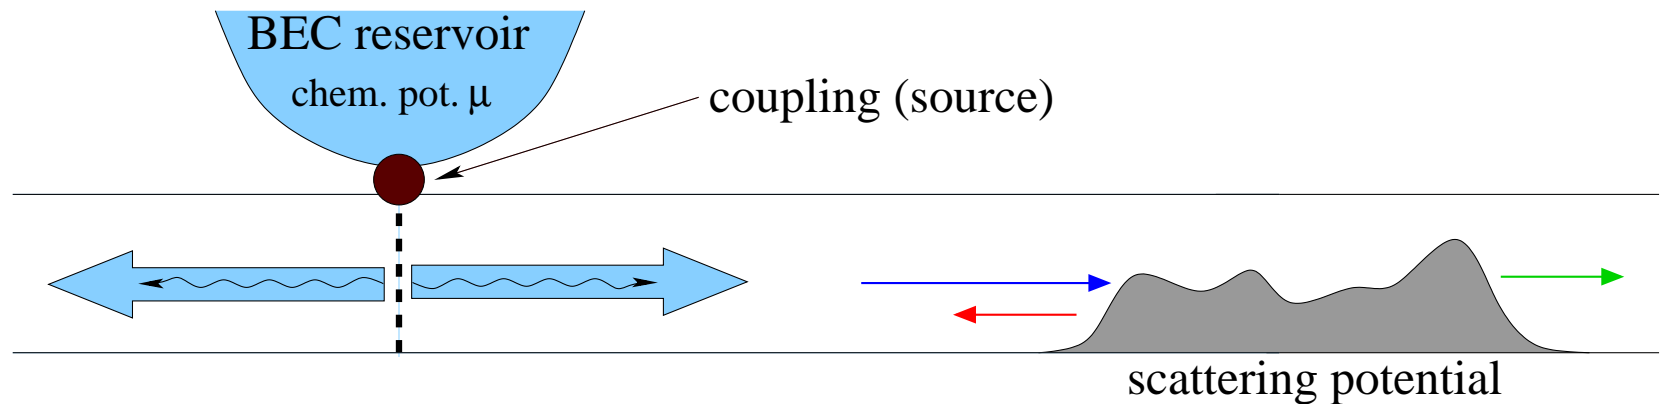 BEC reservoir
chem. pot. μ
coupling (source)
scattering potential